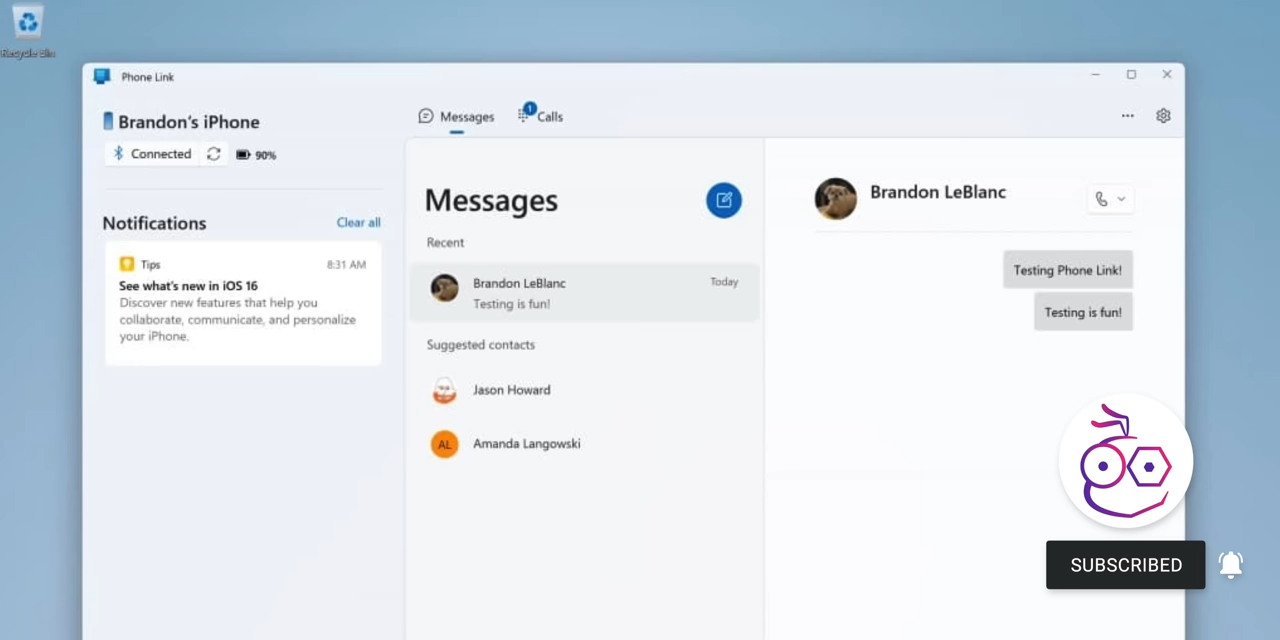 Recycle Bin
Phone Link
Brandon's iPhone
Connected
90%
Notifications
Clear all
Tips
8:31 AM
See what's new in iOS 16
Discover new features that help you
collaborate, communicate, and personalize
your iPhone.
Messages
1
Calls
Messages
Recent
Brandon LeBlanc
Today
Testing is fun!
Suggested contacts
Jason Howard
AL
Amanda Langowski
Brandon LeBlanc
Testing Phone Link!
Testing is fun!
SUBSCRIBED